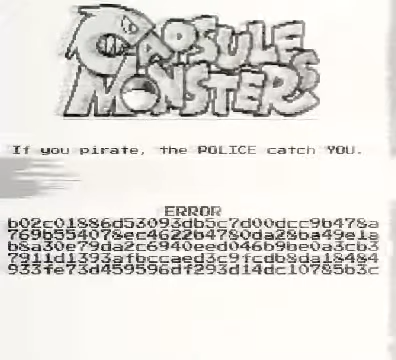 CAPSULE
MONSTERS
If you pirate, the POLICE catch YOU.
ERROR
b02c01886d53093db5c7d00dcc9b478a
769b554078ec4622b4780da28ba49e1a
b8a30e79da2c6940eed046b9be0a3cb3
7911d1393afbccaed3c9fcdb8da18484
933fe73d459596df293d14dc10785b3c